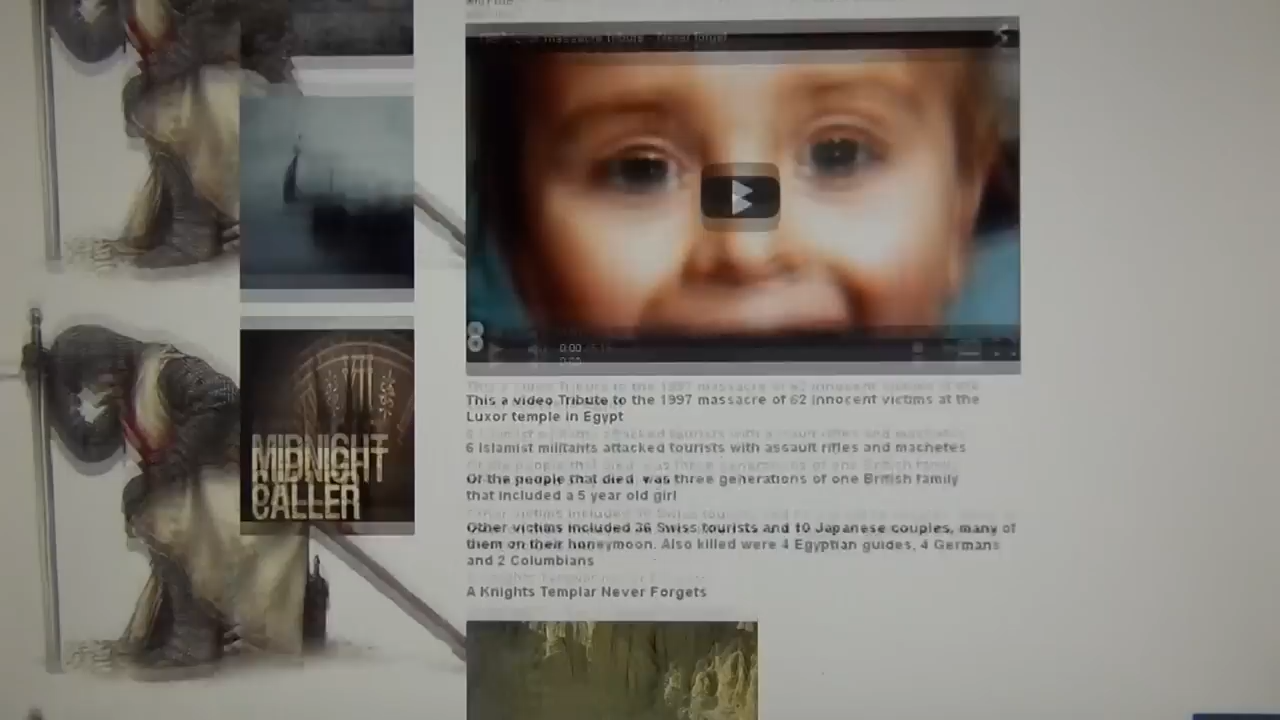 MIDNIGHT
CALLER
0:00
This a video Tribute to the 1997 massacre of 62 innocent victims at the
Luxor temple in Egypt
6 Islamist militants attacked tourists with assault rifles and machetes
Of the people that died was three generations of one British family
that included a 5 year old girl
Other victims included 36 Swiss tourists and 10 Japanese couples, many of
them on their honeymoon. Also killed were 4 Egyptian guides, 4 Germans
and 2 Columbians
A Knights Templar Never Forgets